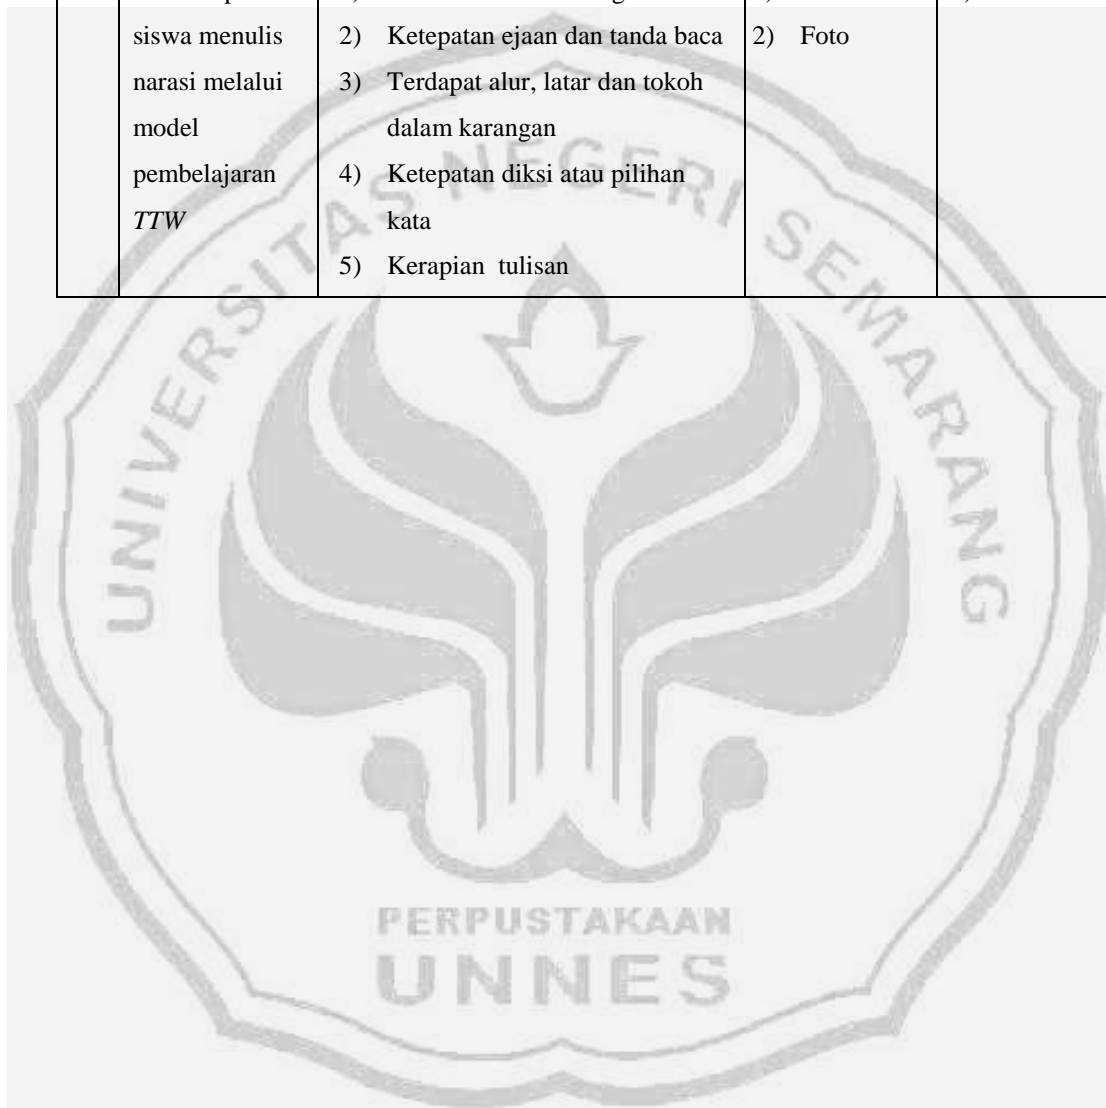 siswa menulis
narasi melalui
model
pembelajaran
TTW
2) Ketepatan ejaan dan tanda baca
3) Terdapat alur, latar dan tokoh
dalam karangan
4) Ketepatan diksi atau pilihan
kata
5) Kerapian tulisan
2) Foto
UNIVERSITAS NEGERI SEMARANG
PERPUSTAKAAN
UNNES